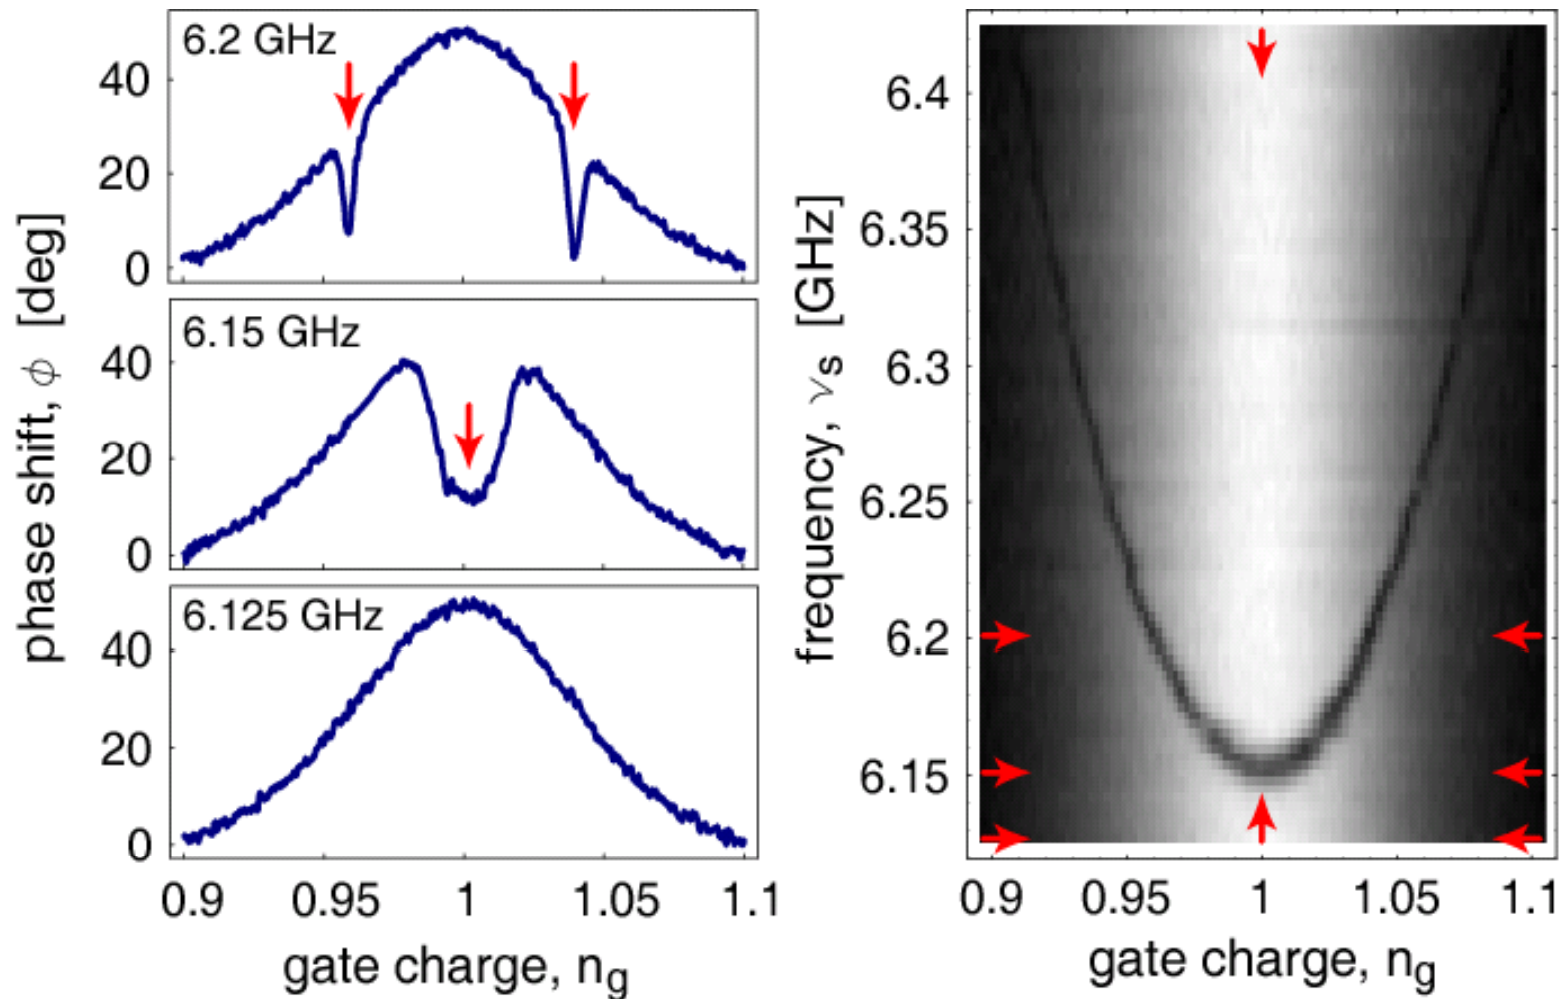 6.2 GHz
40
20
0
6.15 GHz
40
20
0
6.125 GHz
40
20
0
0.9 0.95 1 1.05 1.1
gate charge, ng
phase shift, ϕ [deg]
6.4
6.35
6.3
6.25
6.2
6.15
0.9 0.95 1 1.05 1.1
gate charge, ng
frequency, νs [GHz]